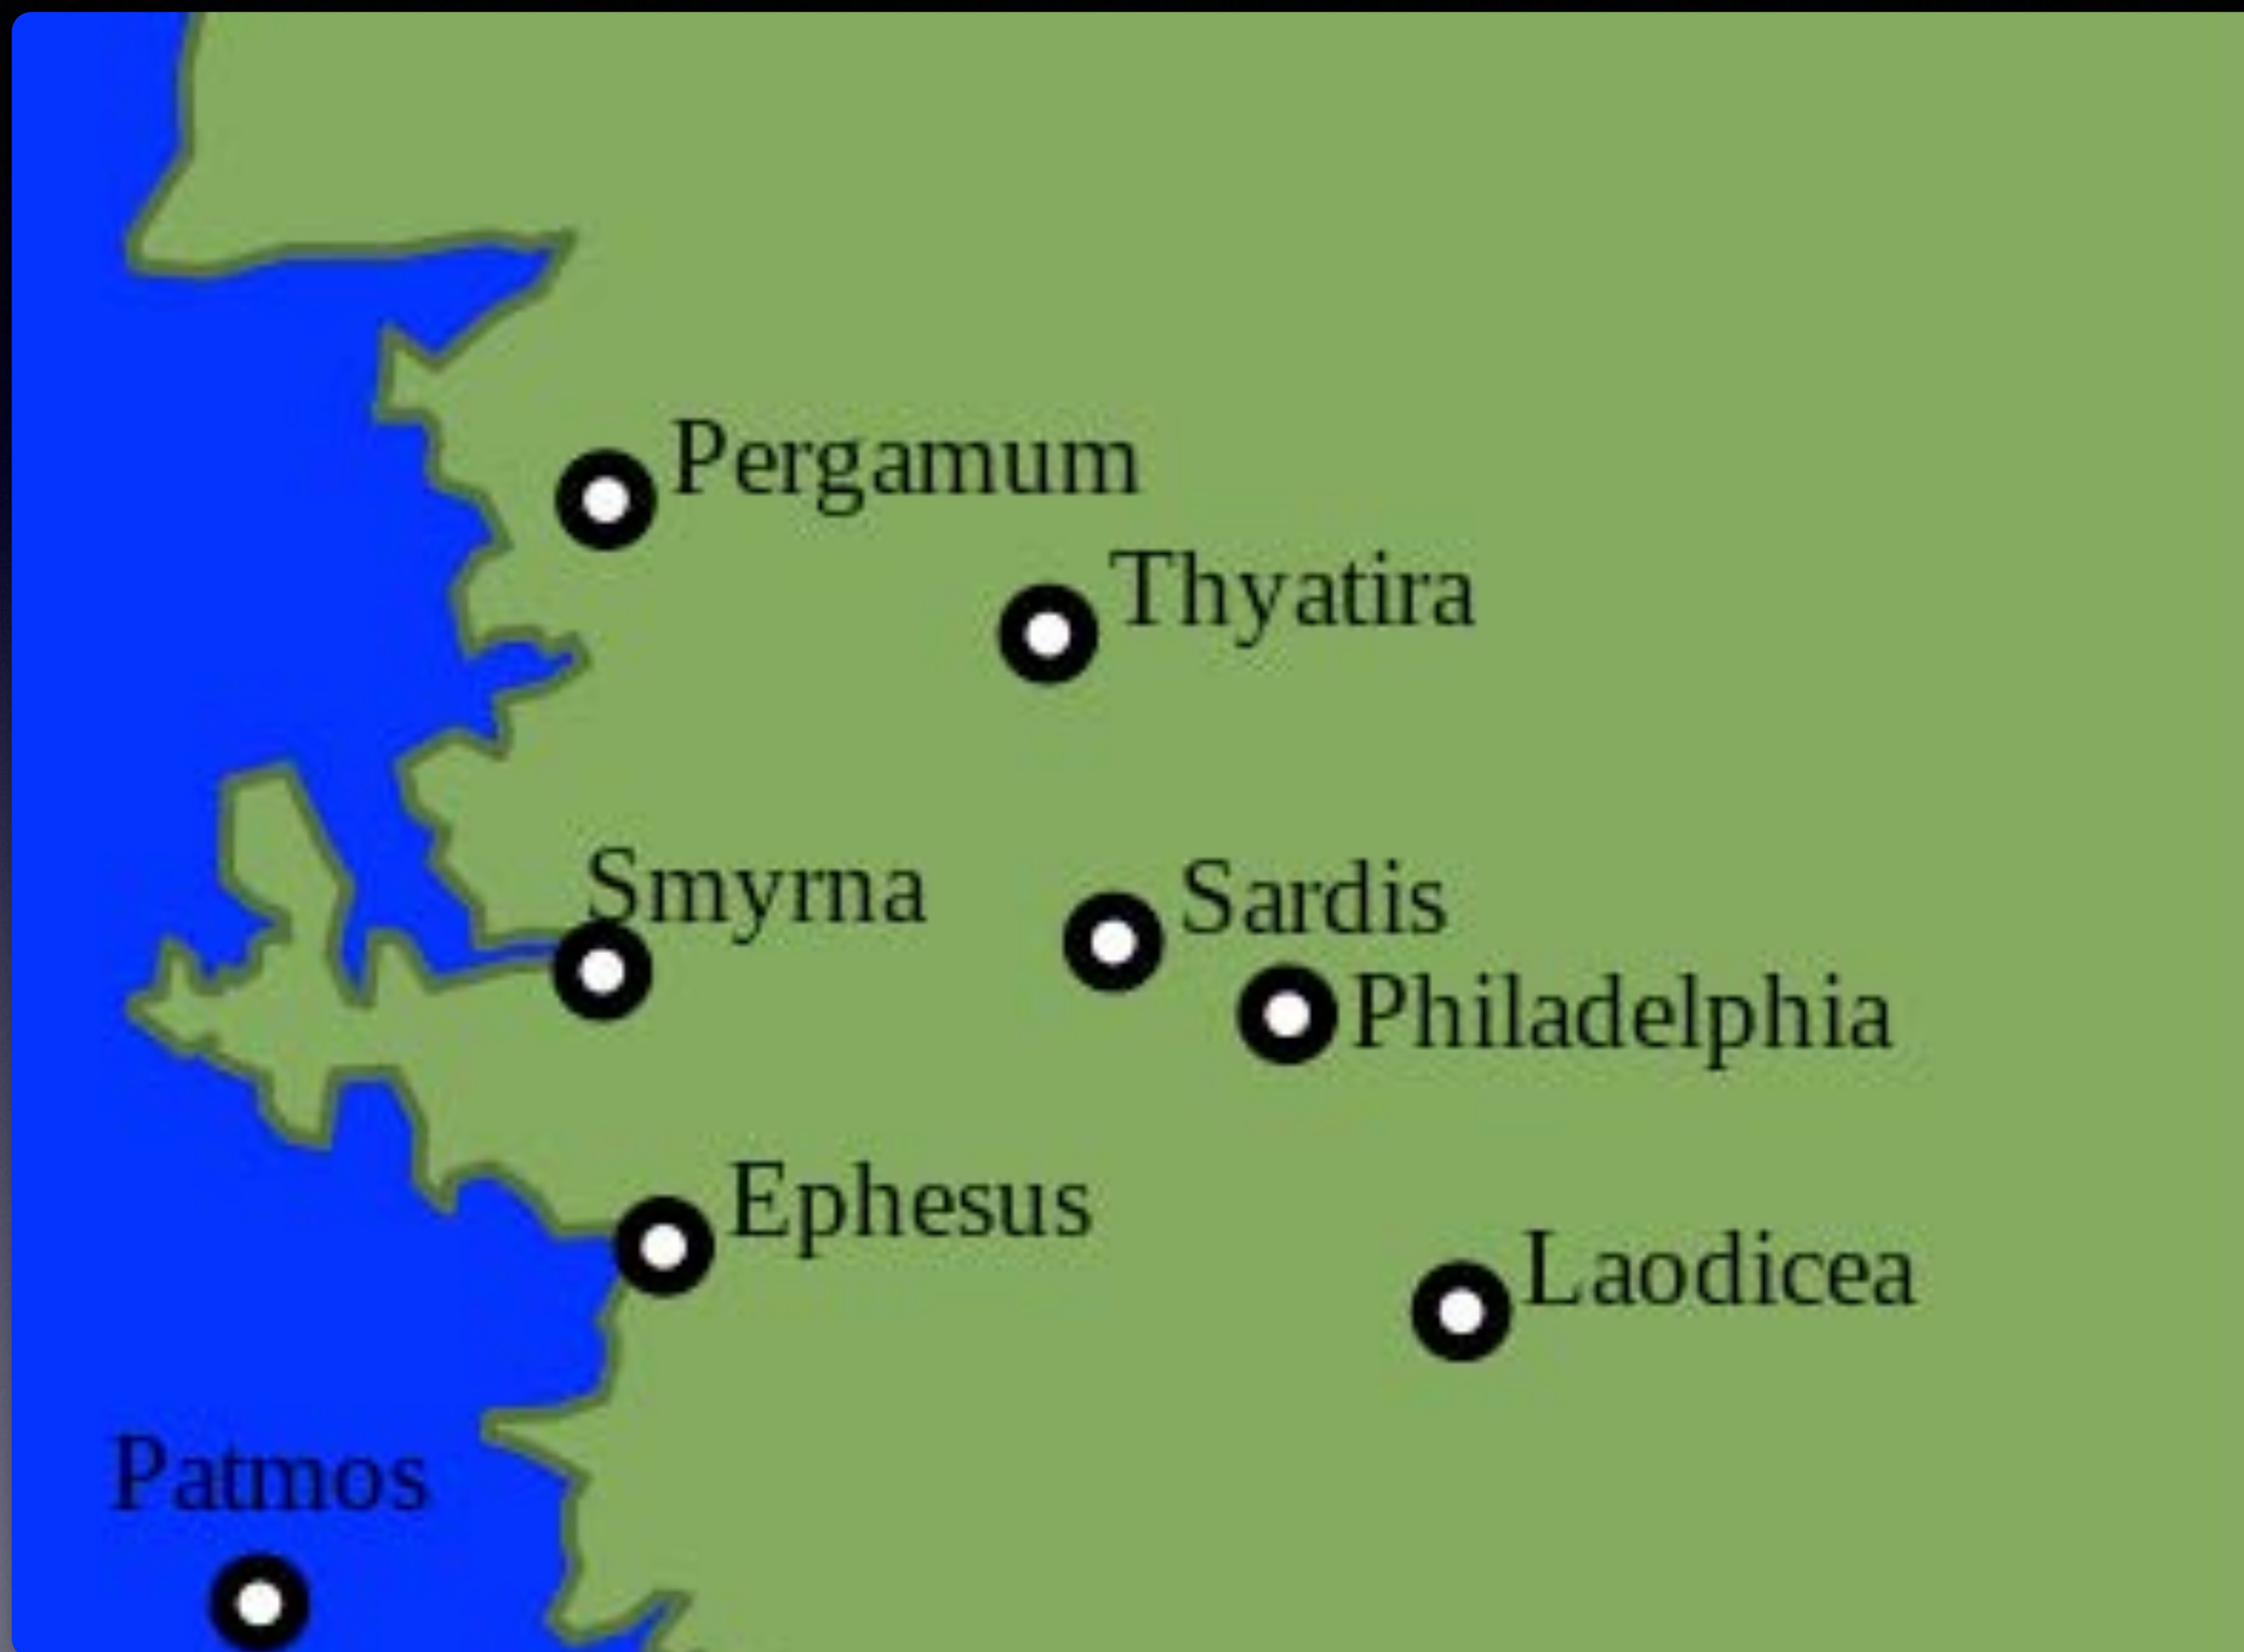 Pergamum
Thyatira
Smyrna
Sardis
Philadelphia
Ephesus
Laodicea
Patmos